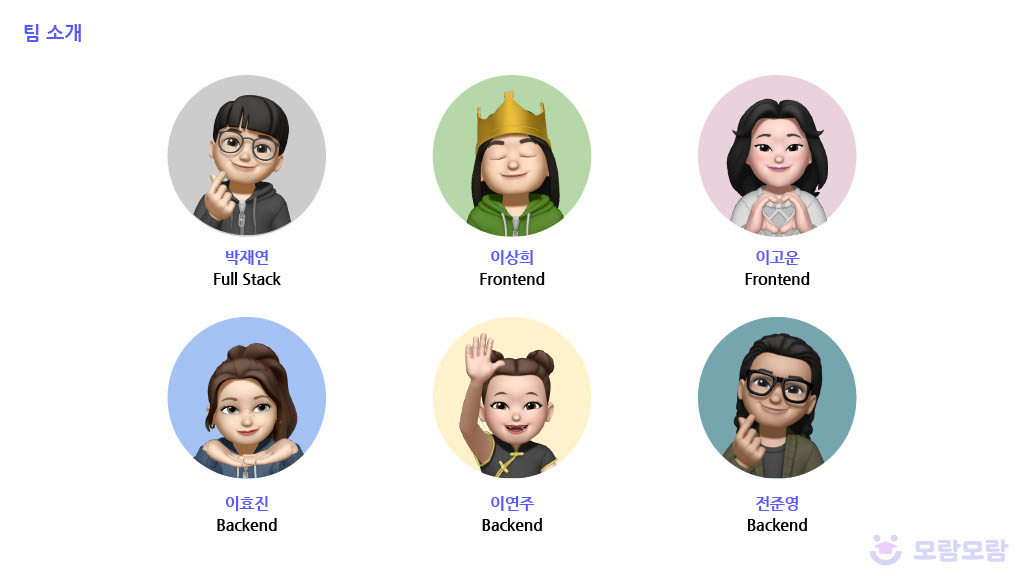 팀 소개
박재연
Full Stack
이상희
Frontend
이고운
Frontend
이효진
Backend
이연주
Backend
전준영
Backend
모람모람